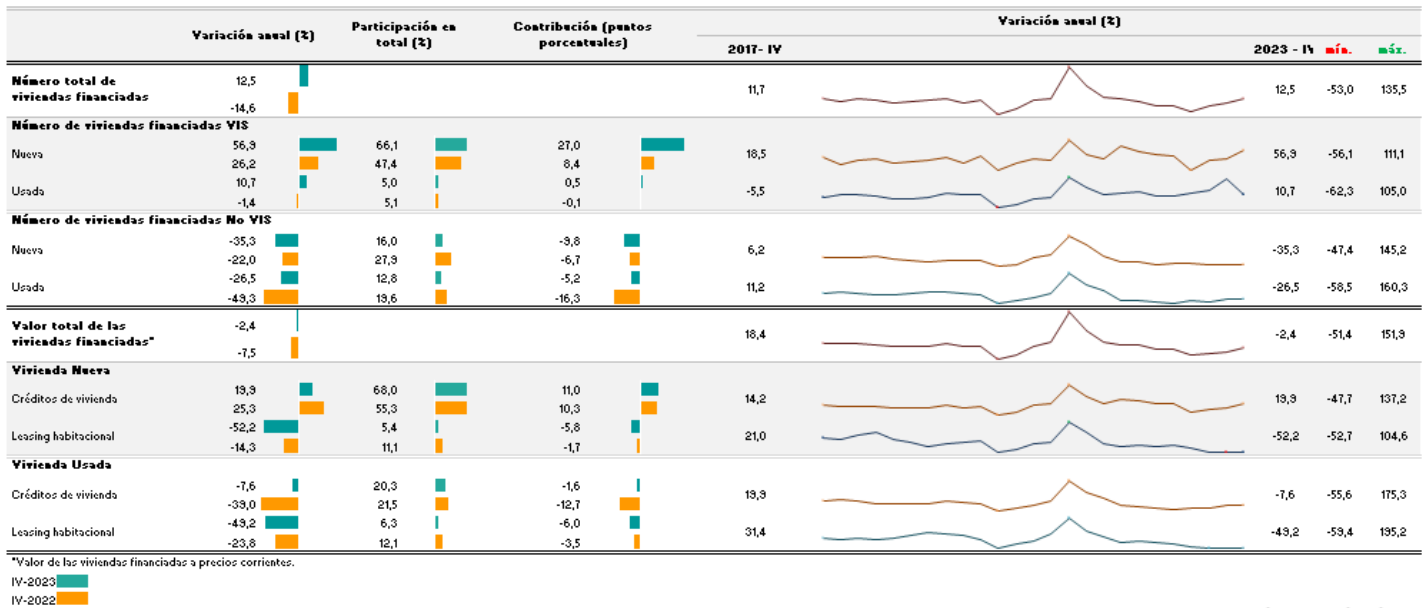 Variación anual (%) Participación en total (%) Contribución (puntos porcentuales) Variación anual (%)
2017- IV 2023 - IV mín. máx.
Número total de viviendas financiadas 12,5 11,7 12,5 -53,0 135,5
-14,6
Número de viviendas financiadas VIS
Nueva 56,9 66,1 27,0 18,5 56,9 -56,1 111,1
26,2 47,4 8,4
Usada 10,7 5,0 0,5 -5,5 10,7 -62,3 105,0
-1,4 5,1 -0,1
Número de viviendas financiadas No VIS
Nueva -35,3 16,0 -9,8 6,2 -35,3 -47,4 145,2
-22,0 27,9 -6,7
Usada -26,5 12,8 -5,2 11,2 -26,5 -58,5 160,3
-49,3 19,6 -16,3
Valor total de las viviendas financiadas* -2,4 18,4 -2,4 -51,4 151,9
-7,5
Vivienda Nueva
Créditos de vivienda 19,9 68,0 11,0 14,2 19,9 -47,7 137,2
25,3 55,3 10,3
Leasing habitacional -52,2 5,4 -5,8 21,0 -52,2 -52,7 104,6
-14,3 11,1 -1,7
Vivienda Usada
Créditos de vivienda -7,6 20,3 -1,6 19,9 -7,6 -55,6 175,3
-39,0 21,5 -12,7
Leasing habitacional -49,2 6,3 -6,0 31,4 -49,2 -59,4 195,2
-23,8 12,1 -3,5
*Valor de las viviendas financiadas a precios corrientes.
IV-2023
IV-2022